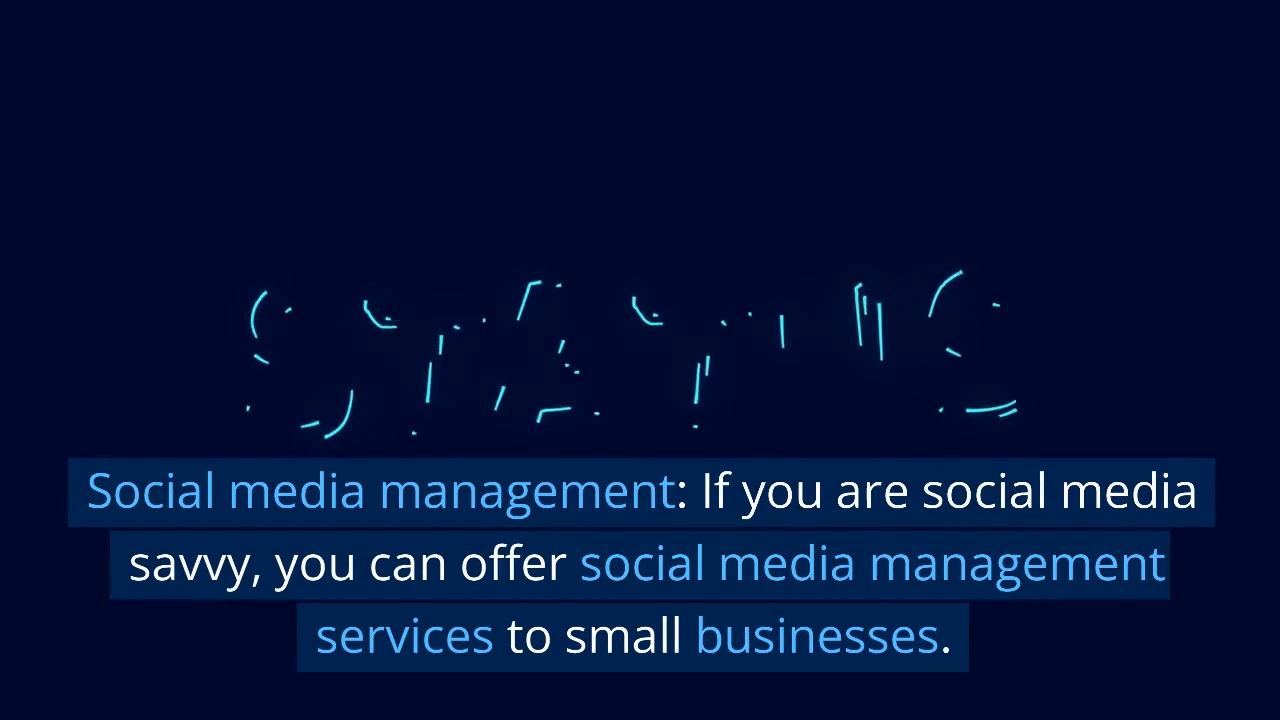 Social media management: If you are social media
savvy, you can offer social media management
services to small businesses.